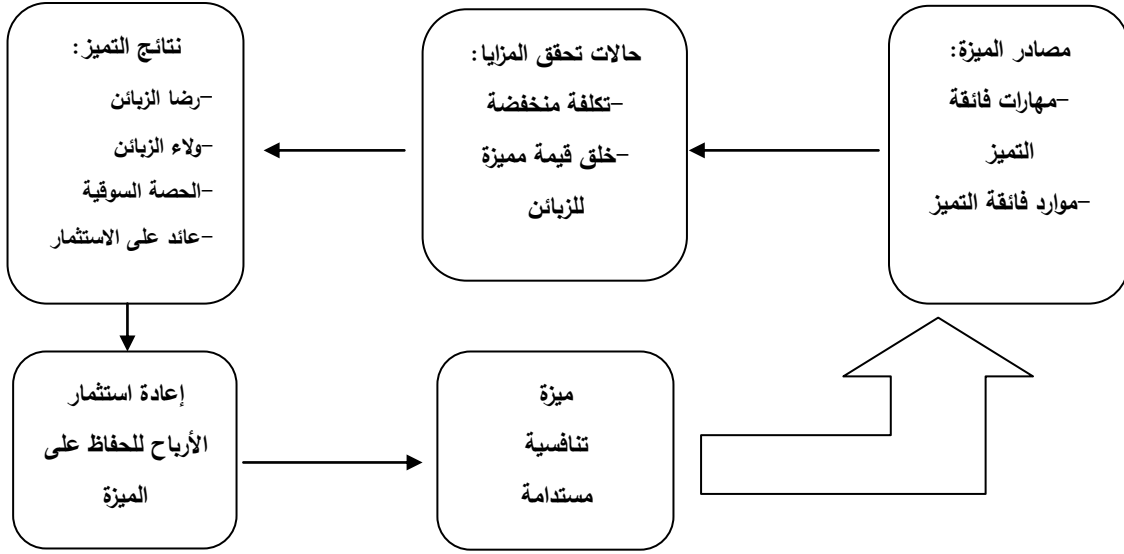 مصادر الميزة:
-مهارات فائقة
التميز
-موارد فائقة التميز
حالات تحقق المزايا:
-تكلفة منخفضة
-خلق قيمة مميزة
للزبائن
نتائج التميز:
-رضا الزبائن
-ولاء الزبائن
-الحصة السوقية
-عائد على الاستثمار
إعادة استثمار
الأرباح للحفاظ على
الميزة
ميزة
تنافسية
مستدامة